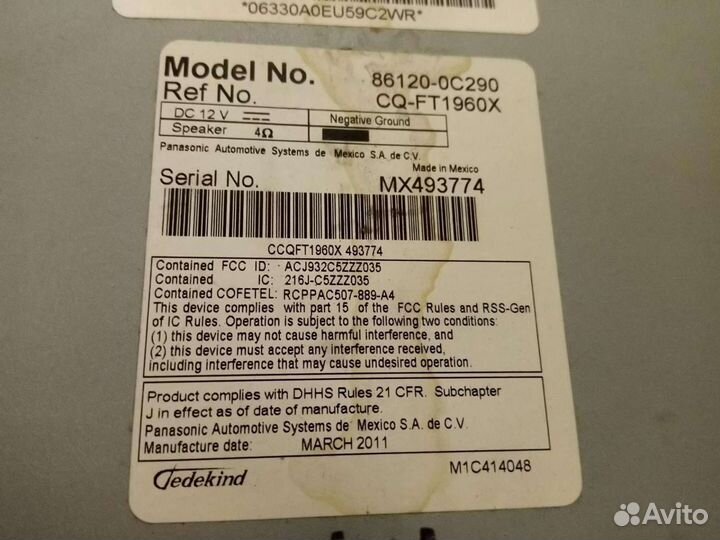 *06330A0EU59C2WR*
Model No. 86120-0C290
Ref No. CQ-FT1960X
DC 12 V Negative Ground
Speaker 4Ω
Panasonic Automotive Systems de Mexico S.A. de C.V.
Made in Mexico
Serial No. MX493774
CCQFT1960X 493774
Contained FCC ID: ACJ932C5ZZZ035
Contained IC: 216J-C5ZZZ035
Contained COFETEL: RCPPAC507-889-A4
This device complies with part 15 of the FCC Rules and RSS-Gen
of IC Rules. Operation is subject to the following two conditions:
(1) this device may not cause harmful interference, and
(2) this device must accept any interference received,
including interference that may cause undesired operation.
Product complies with DHHS Rules 21 CFR. Subchapter
J in effect as of date of manufacture.
Panasonic Automotive Systems de Mexico S.A. de C.V.
Manufacture date: MARCH 2011
Jedekind M1C414048
Avito